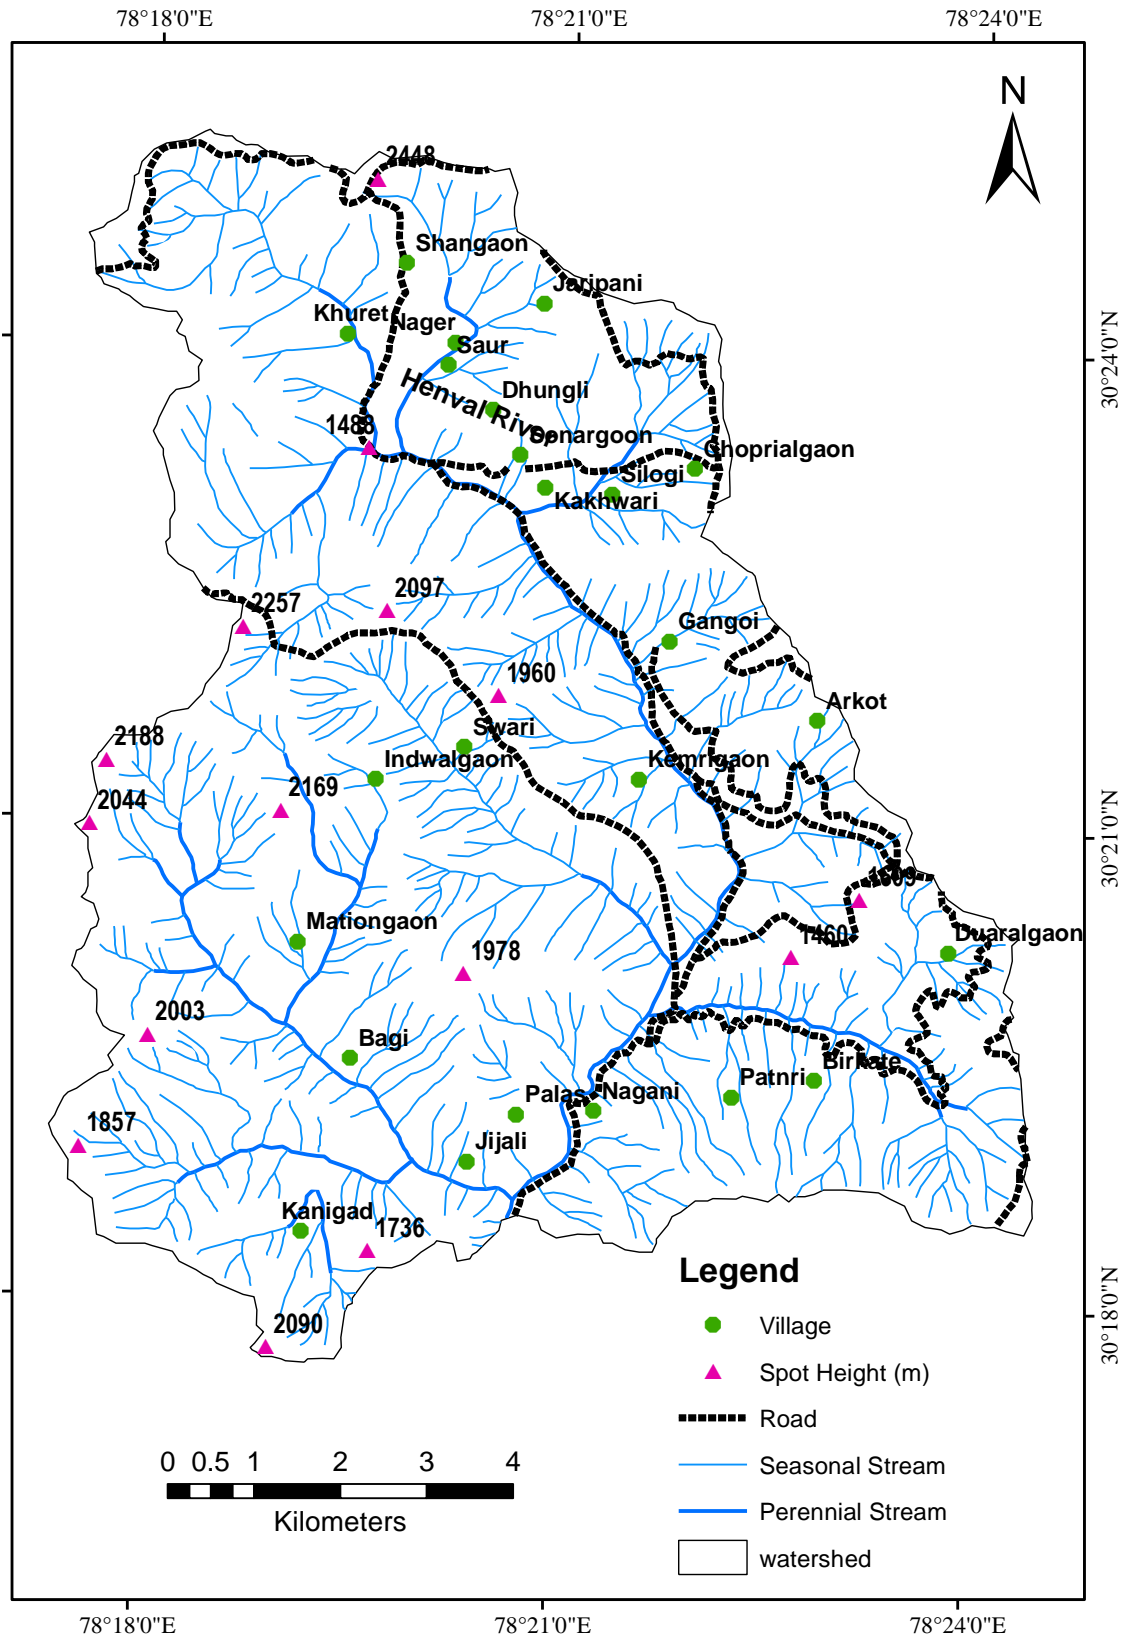 78°18'0"E
78°21'0"E
78°24'0"E
N
2448
Shangaon
Jaripani
Khuret
Nager
Saur
30°24'0"N
Dhungli
Henval River
1488
Sonargoon
Ghoprialgaon
Silogi
Kakhwari
2097
2257
Gangoi
1960
Arkot
Swari
2188
Indwalgaon
Kemrigaon
2169
2044
30°21'0"N
Mationgaon
1460
Duaralgaon
1978
2003
Bagi
Birkate
Patnri
Palas
Nagani
1857
Jijali
Kanigad
1736
Legend
2090
30°18'0"N
Village
Spot Height (m)
Road
Seasonal Stream
Perennial Stream
watershed
0 0.5 1 2 3 4
Kilometers
78°18'0"E
78°21'0"E
78°24'0"E